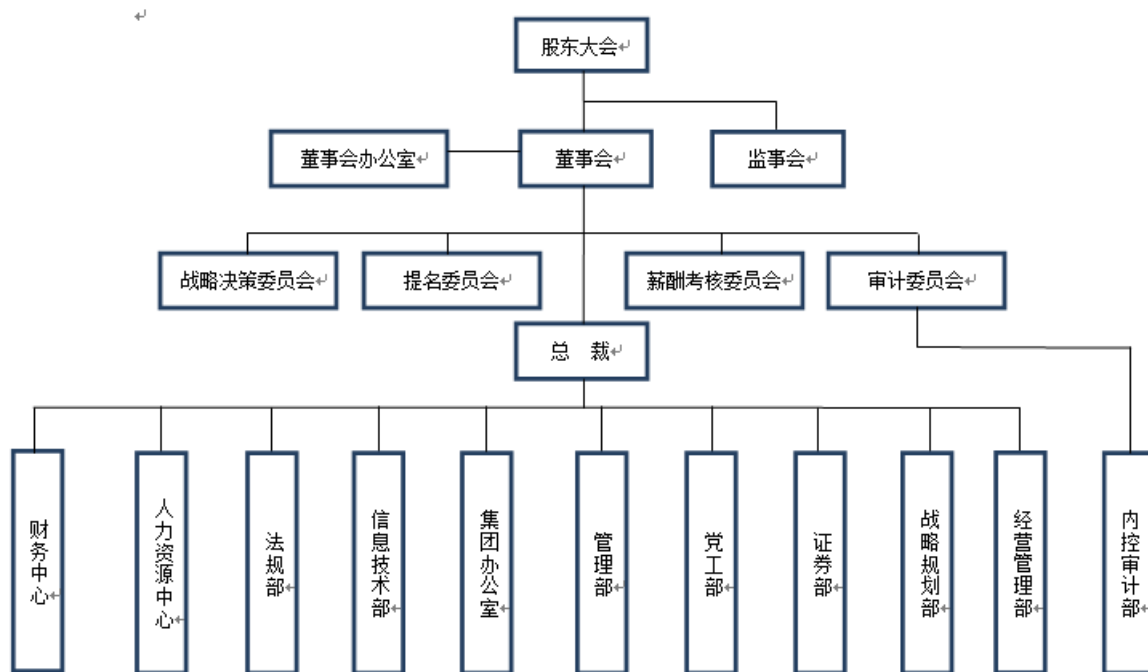 股东大会
董事会办公室
董事会
监事会
战略决策委员会
提名委员会
薪酬考核委员会
审计委员会
总 裁
财务中心
人力资源中心
法规部
信息技术部
集团办公室
管理部
党工部
证券部
战略规划部
经营管理部
内控审计部